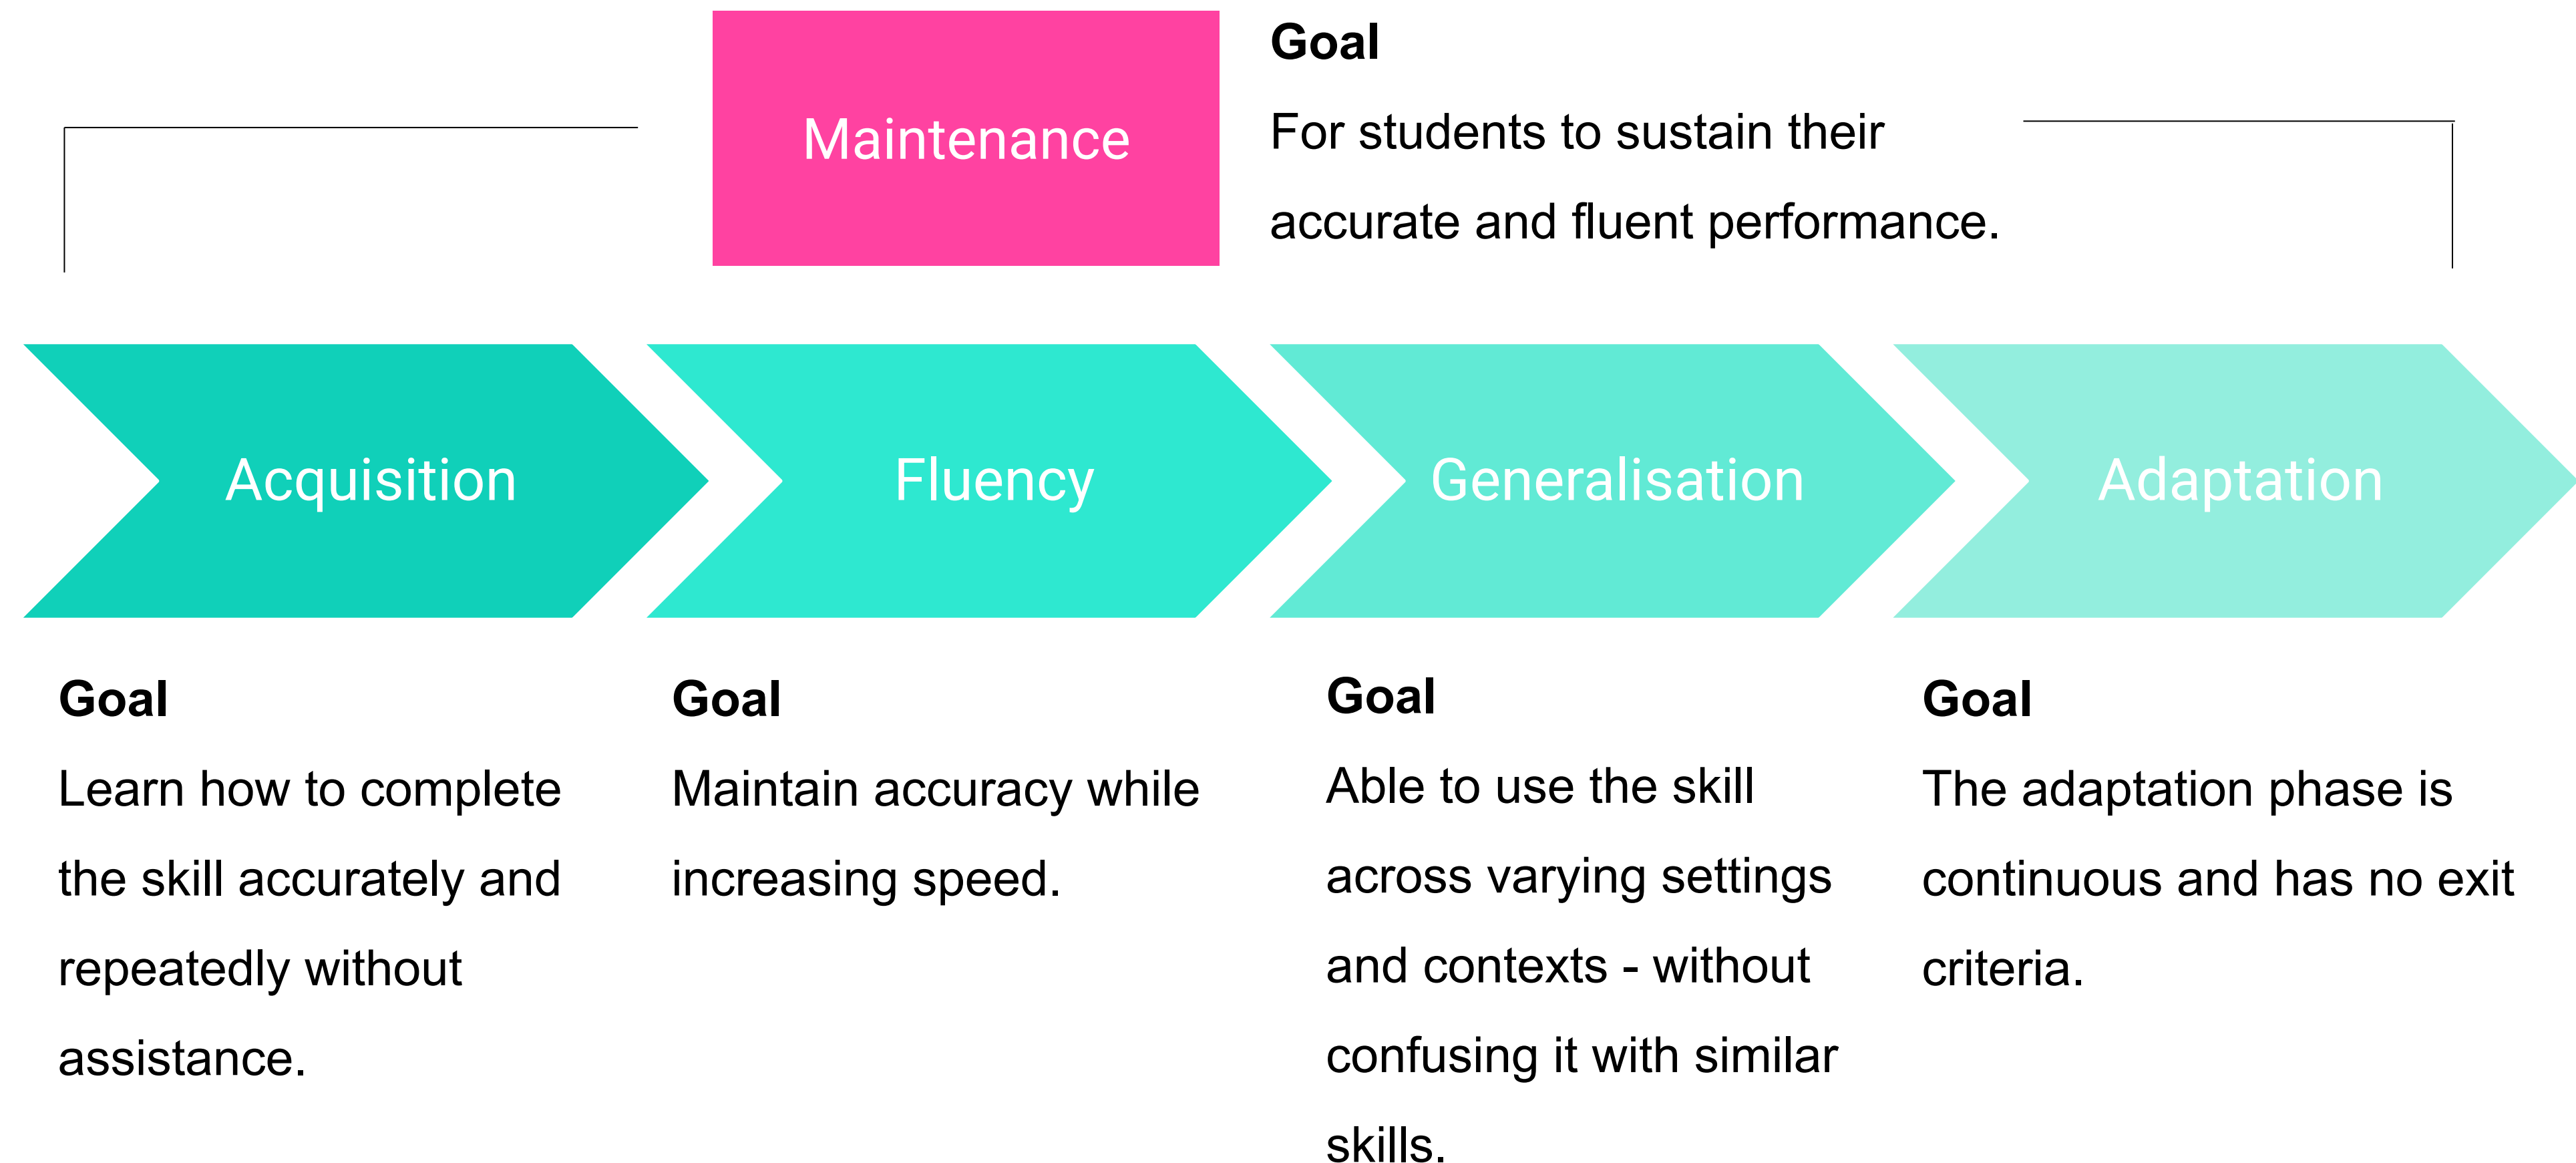 Maintenance
Goal
For students to sustain their
accurate and fluent performance.
Acquisition
Fluency
Generalisation
Adaptation
Goal
Learn how to complete
the skill accurately and
repeatedly without
assistance.
Goal
Maintain accuracy while
increasing speed.
Goal
Able to use the skill
across varying settings
and contexts - without
confusing it with similar
skills.
Goal
The adaptation phase is
continuous and has no exit
criteria.